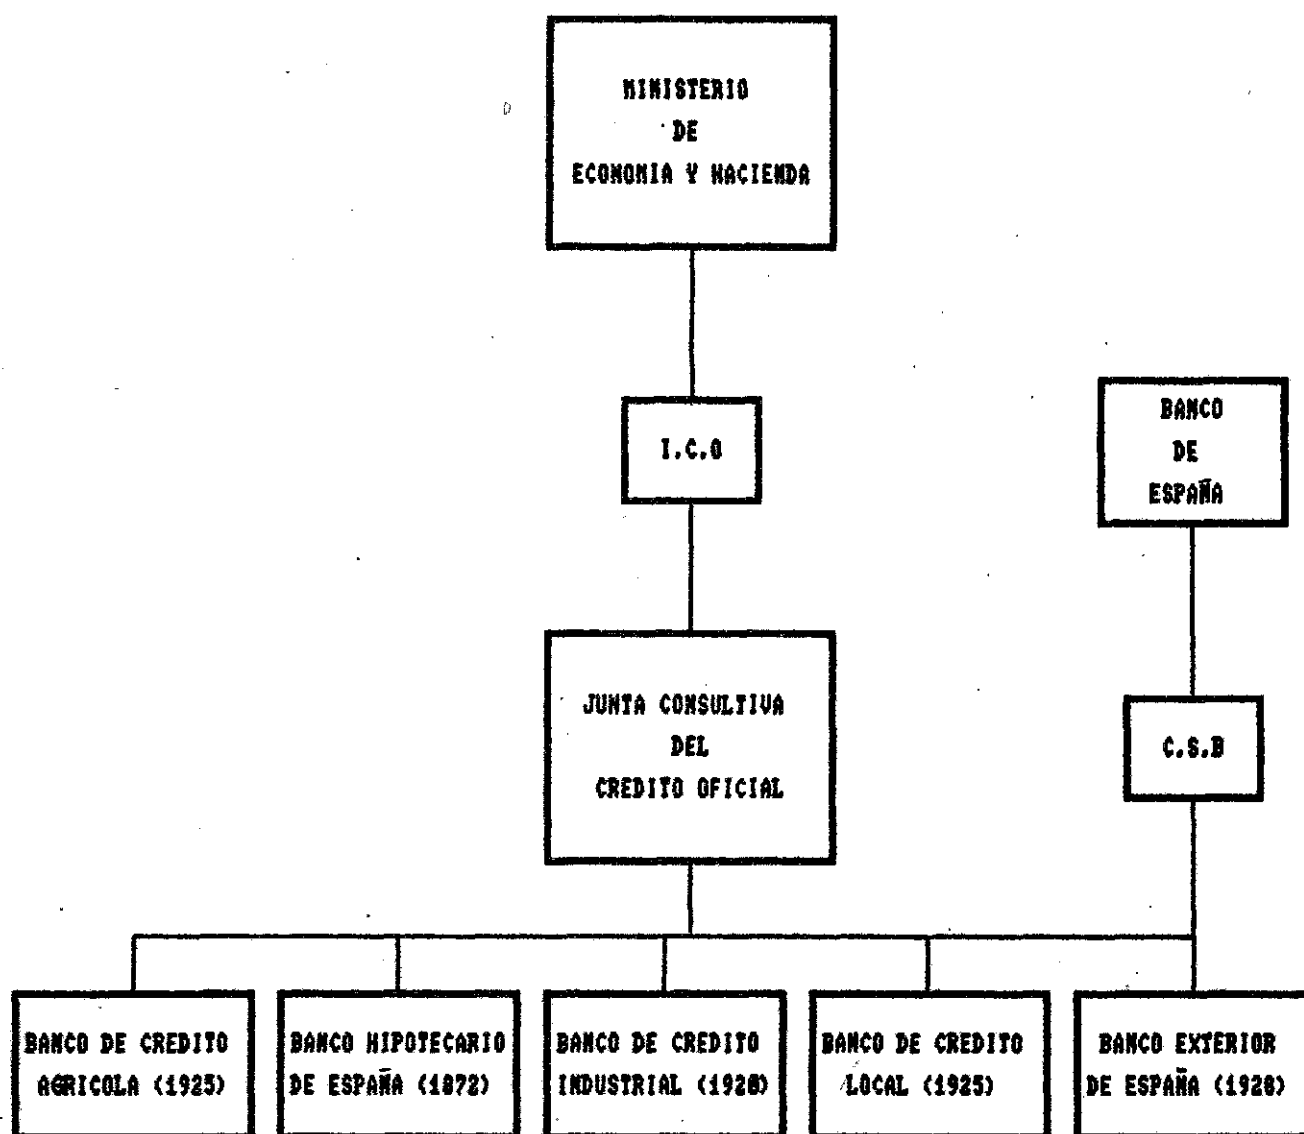 MINISTERIO
DE
ECONOMIA Y HACIENDA
I.C.O
BANCO
DE
ESPAÑA
JUNTA CONSULTIVA
DEL
CREDITO OFICIAL
C.S.B
BANCO DE CREDITO
AGRICOLA (1925)
BANCO HIPOTECARIO
DE ESPAÑA (1872)
BANCO DE CREDITO
INDUSTRIAL (1920)
BANCO DE CREDITO
LOCAL (1925)
BANCO EXTERIOR
DE ESPAÑA (1928)